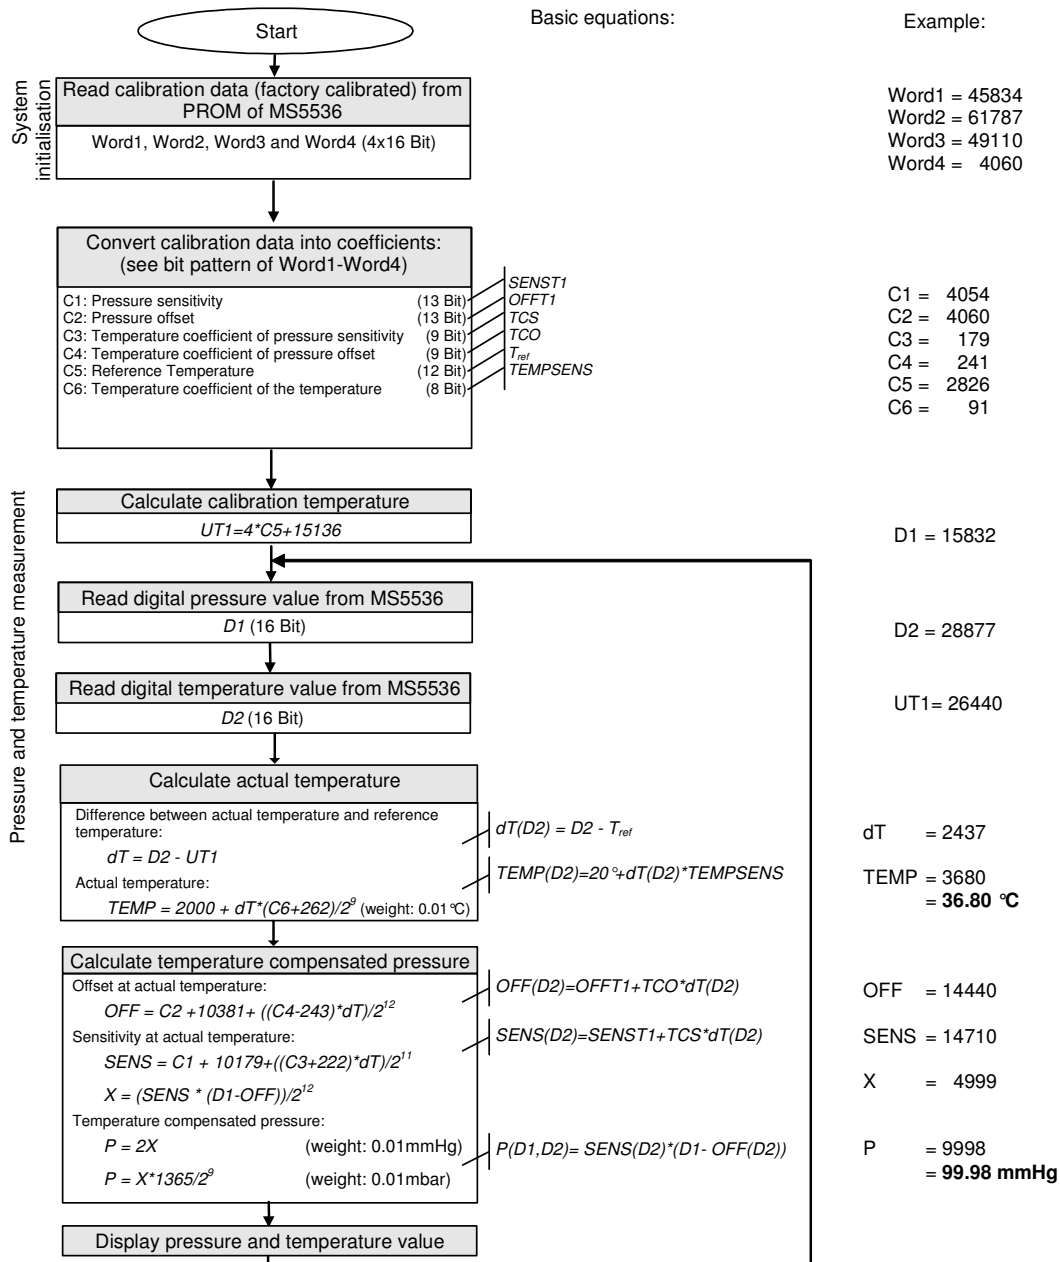 Basic equations:
Example:
Start
System
initialisation
Read calibration data (factory calibrated) from
PROM of MS5536
Word1, Word2, Word3 and Word4 (4x16 Bit)
Word1 = 45834
Word2 = 61787
Word3 = 49110
Word4 = 4060
Convert calibration data into coefficients:
(see bit pattern of Word1-Word4)
C1: Pressure sensitivity (13 Bit) SENST1
C2: Pressure offset (13 Bit) OFFT1
C3: Temperature coefficient of pressure sensitivity (9 Bit) TCS
C4: Temperature coefficient of pressure offset (9 Bit) TCO
C5: Reference Temperature (12 Bit) Tref
C6: Temperature coefficient of the temperature (8 Bit) TEMPSENS
C1 = 4054
C2 = 4060
C3 = 179
C4 = 241
C5 = 2826
C6 = 91
Pressure and temperature measurement
Calculate calibration temperature
UT1=4*C5+15136
D1 = 15832
Read digital pressure value from MS5536
D1 (16 Bit)
D2 = 28877
Read digital temperature value from MS5536
D2 (16 Bit)
UT1= 26440
Calculate actual temperature
Difference between actual temperature and reference
temperature:
dT = D2 - UT1
dT(D2) = D2 - Tref
dT = 2437
Actual temperature:
TEMP = 2000 + dT*(C6+262)/2⁹ (weight: 0.01°C)
TEMP(D2)=20°+dT(D2)*TEMPSENS
TEMP = 3680
= 36.80 °C
Calculate temperature compensated pressure
Offset at actual temperature:
OFF = C2 +10381+ ((C4-243)*dT)/2¹²
OFF(D2)=OFFT1+TCO*dT(D2)
OFF = 14440
Sensitivity at actual temperature:
SENS = C1 + 10179+((C3+222)*dT)/2¹¹
SENS(D2)=SENST1+TCS*dT(D2)
SENS = 14710
X = (SENS * (D1-OFF))/2¹²
X = 4999
Temperature compensated pressure:
P = 2X (weight: 0.01mmHg)
P = X*1365/2⁹ (weight: 0.01mbar)
P(D1,D2)= SENS(D2)*(D1- OFF(D2))
P = 9998
= 99.98 mmHg
Display pressure and temperature value